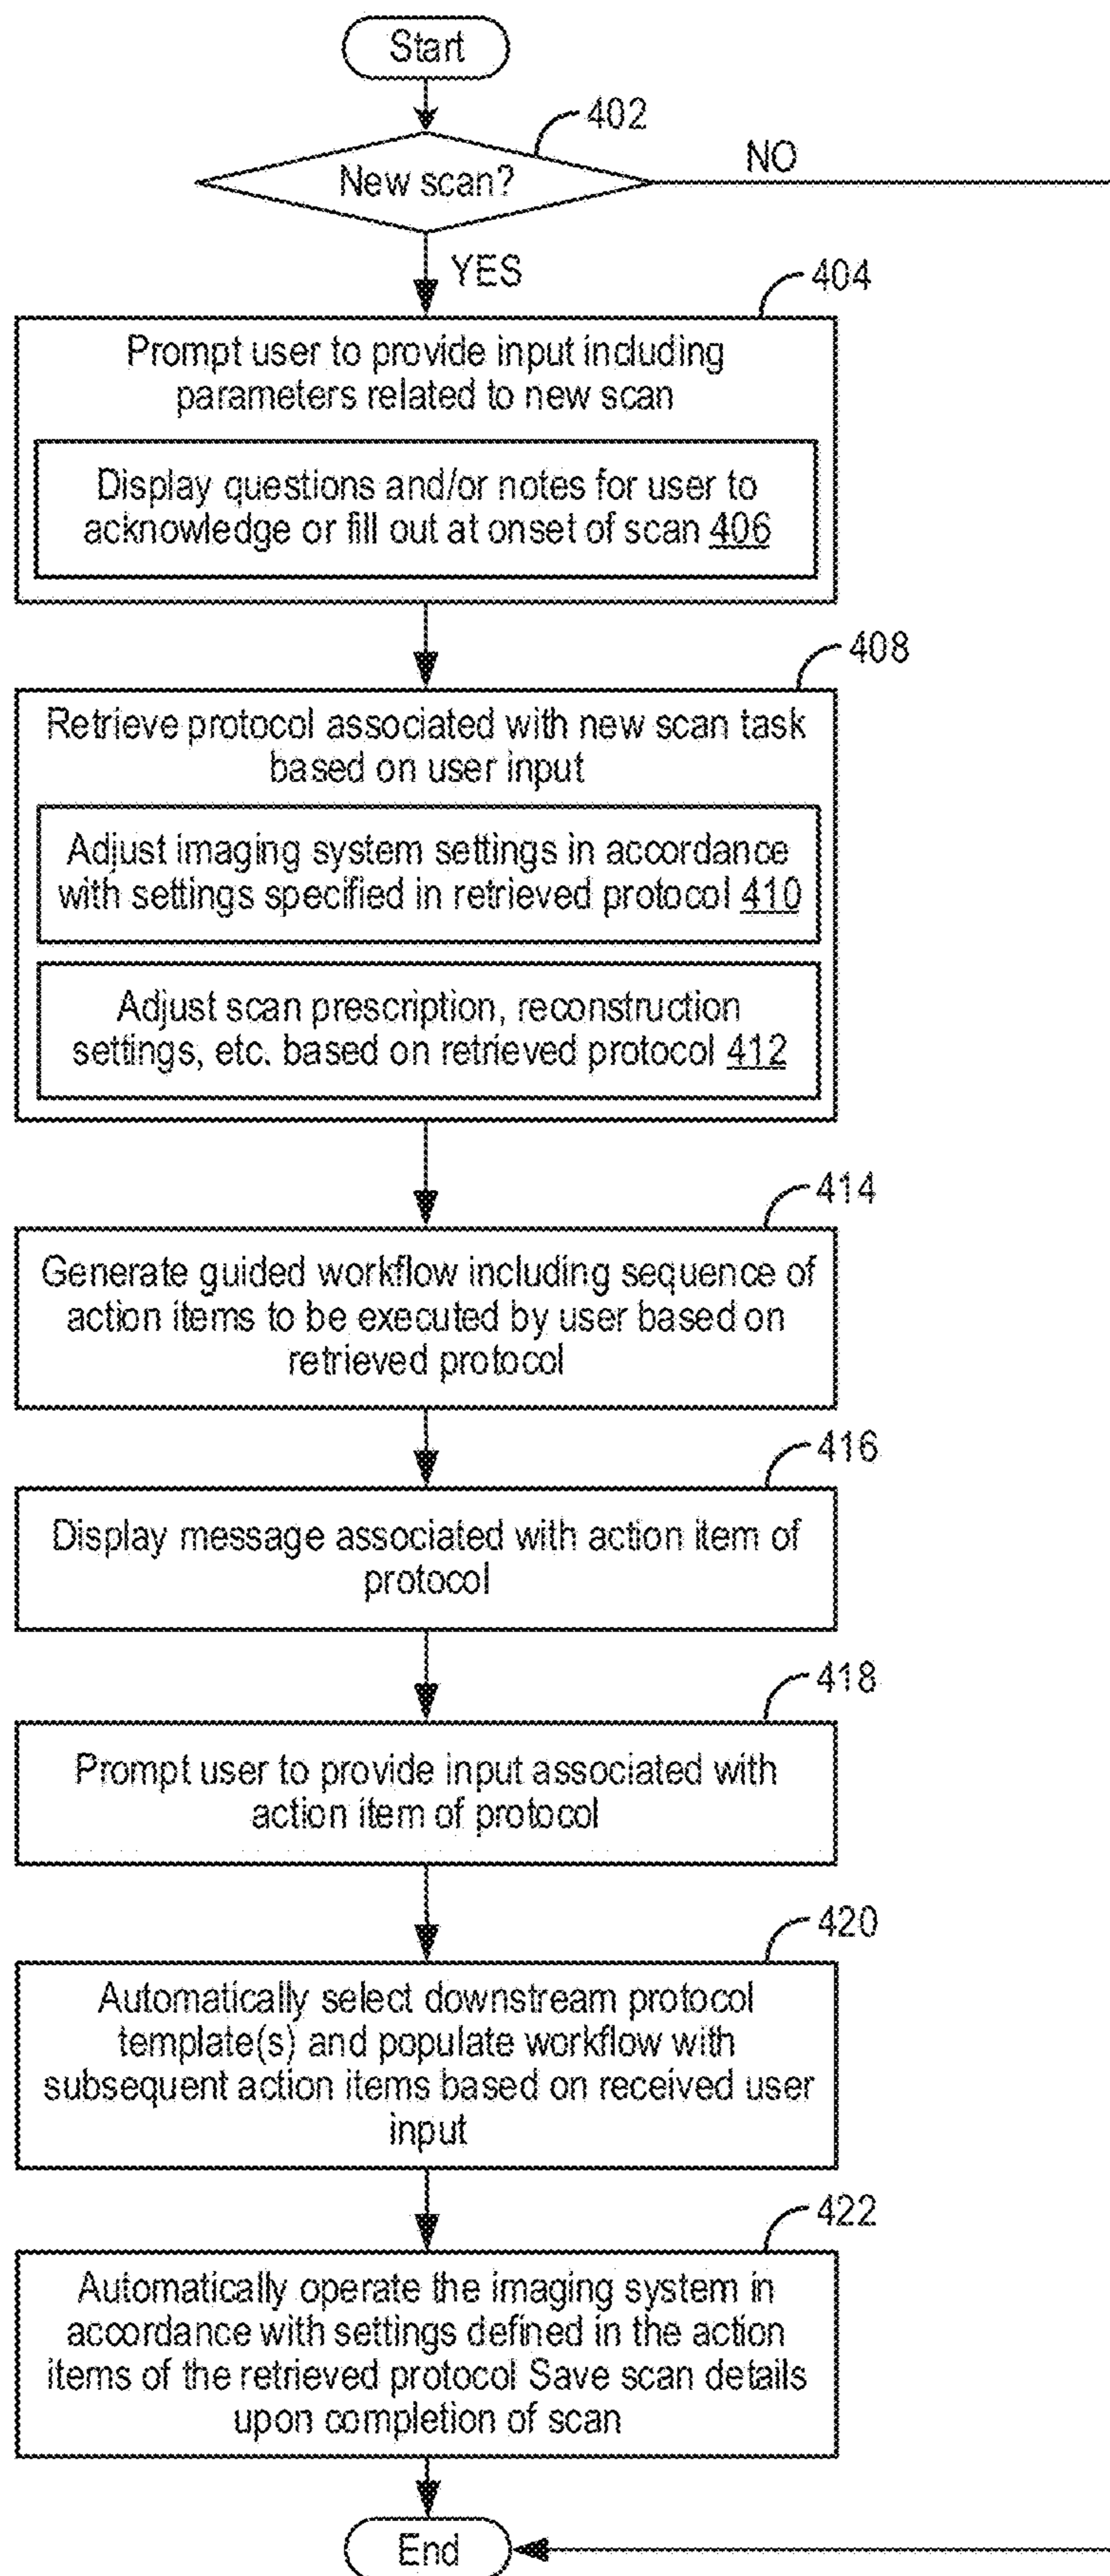 Start
402
New scan?
NO
YES
404
Prompt user to provide input including
parameters related to new scan
Display questions and/or notes for user to
acknowledge or fill out at onset of scan 406
408
Retrieve protocol associated with new scan task
based on user input
Adjust imaging system settings in accordance
with settings specified in retrieved protocol 410
Adjust scan prescription, reconstruction
settings, etc. based on retrieved protocol 412
414
Generate guided workflow including sequence of
action items to be executed by user based on
retrieved protocol
416
Display message associated with action item of
protocol
418
Prompt user to provide input associated with
action item of protocol
420
Automatically select downstream protocol
template(s) and populate workflow with
subsequent action items based on received user
input
422
Automatically operate the imaging system in
accordance with settings defined in the action
items of the retrieved protocol Save scan details
upon completion of scan
End